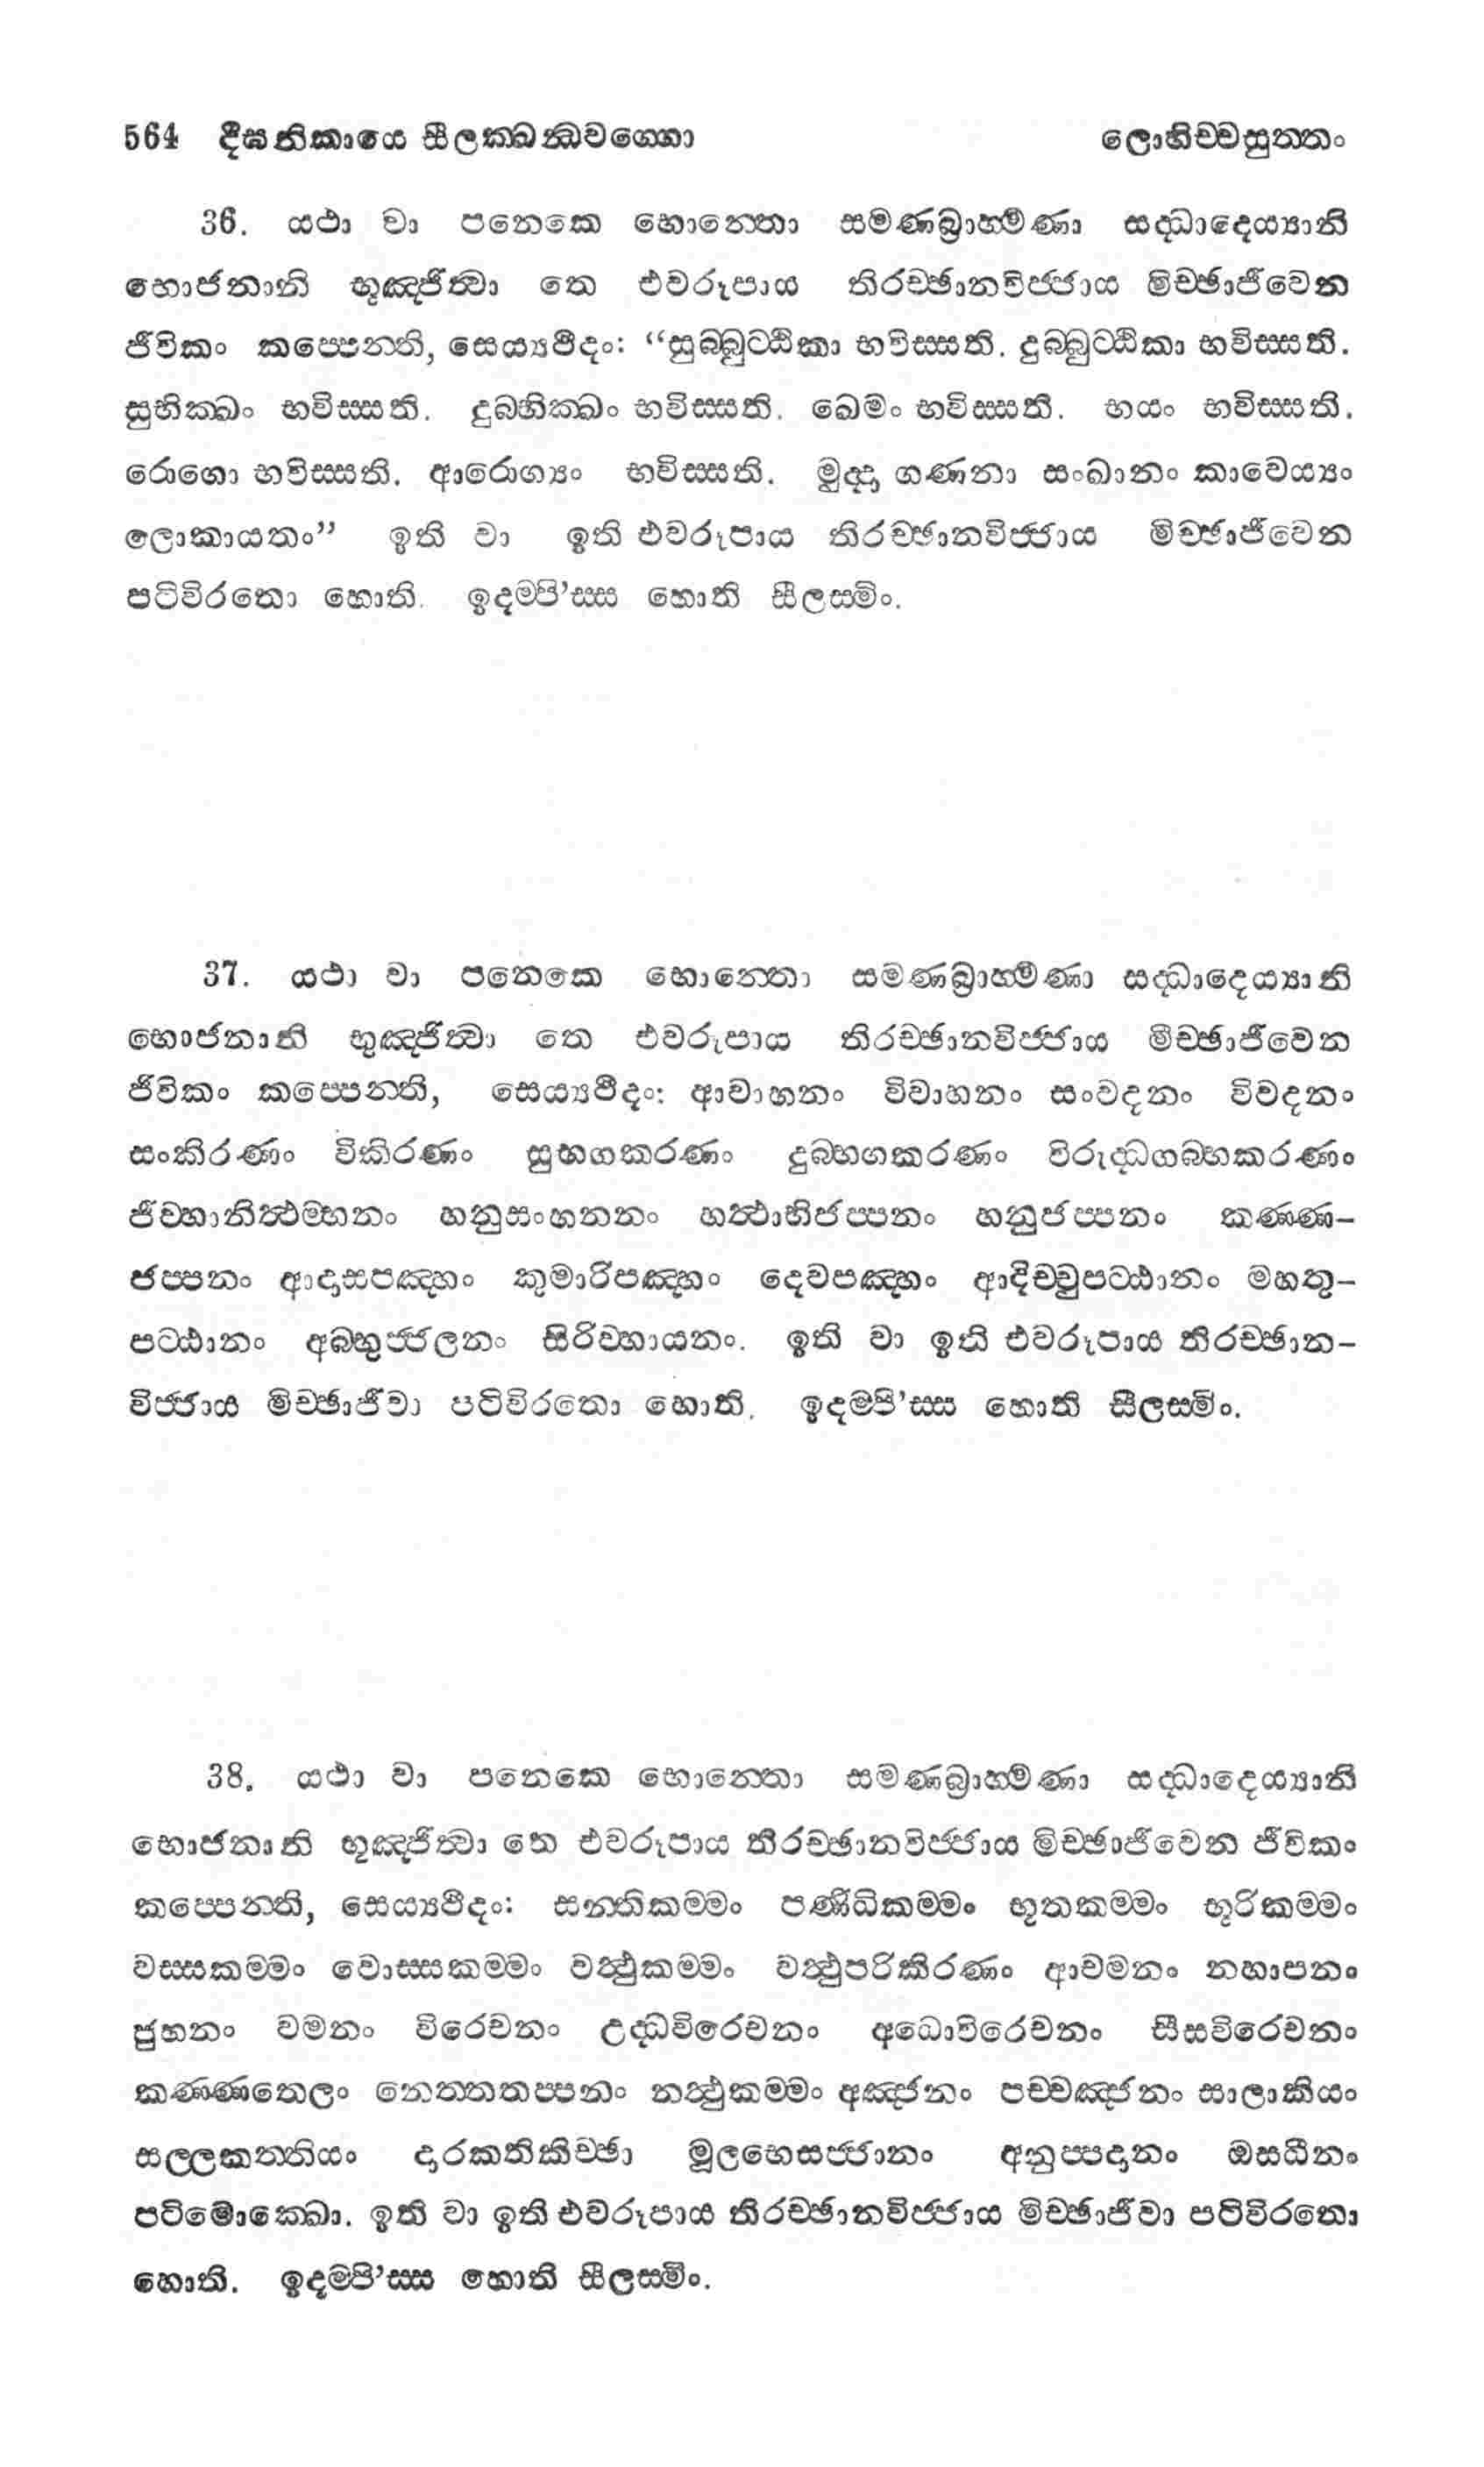 564 දීඝනිකායෙ සීලක්ඛන්ධවග්ගො ලොහිච්චසුත්තං
36. යථා වා පනෙකෙ භොන්තො සමණබ්‍රාහ්මණා සද්ධාදෙය්‍යානි
භොජනානි භූඤ්ජිත්වා තෙ එවරූපාය තිරච්ඡානවිජ්ජාය මිච්ඡාජීවෙන
ජීවිකං කප්පෙන්ති, සෙය්‍යථීදං: “සුබ්බුට්ඨිකා භවිස්සති. දුබ්බුට්ඨිකා භවිස්සති.
සුභික්ඛං භවිස්සති. දුබ්භික්ඛං භවිස්සති. ඛෙමං භවිස්සති. භයං භවිස්සති.
රොගො භවිස්සති. ආරොග්‍යං භවිස්සති. මුද්දා ගණනා සංඛානං කාවෙය්‍යං
ලොකායතං” ඉති වා ඉති එවරූපාය තිරච්ඡානවිජ්ජාය මිච්ඡාජීවෙන
පටිවිරතො හොති. ඉදම්පි’ස්ස හොති සීලස්මිං.
37. යථා වා පනෙකෙ භොන්තො සමණබ්‍රාහ්මණා සද්ධාදෙය්‍යානි
භොජනානි භුඤ්ජිත්වා තෙ එවරූපාය තිරච්ඡානවිජ්ජාය මිච්ඡාජීවෙන
ජීවිකං කප්පෙන්ති, සෙය්‍යථීදං: ආවාහනං විවාහනං සංවදනං විවදනං
සංකිරණං විකිරණං සුභගකරණං දුබ්භගකරණං විරුද්ධගබ්භකරණං
ජිව්හානිත්ථම්භනං හනුසංහනනං හත්ථාභිජප්පනං හනුජප්පනං කණ්ණ-
ජප්පනං ආදාසපඤ්හං කුමාරිපඤ්හං දෙවපඤ්හං ආදිච්චුපට්ඨානං මහතු-
පට්ඨානං අබ්භුජ්ජලනං සිරිව්හායනං. ඉති වා ඉති එවරූපාය තිරච්ඡාන-
විජ්ජාය මිච්ඡාජීවා පටිවිරතො හොති. ඉදම්පි’ස්ස හොති සීලස්මිං.
38. යථා වා පනෙකෙ භොන්තො සමණබ්‍රාහ්මණා සද්ධාදෙය්‍යානි
භොජනානි භූඤ්ජිත්වා තෙ එවරූපාය තිරච්ඡානවිජ්ජාය මිච්ඡාජීවෙන ජීවිකං
කප්පෙන්ති, සෙය්‍යථීදං: සන්තිකම්මං පණිධිකම්මං භූතකම්මං භූරිකම්මං
වස්සකම්මං වොස්සකම්මං වත්ථුකම්මං වත්ථුපරිකිරණං ආචමනං නහාපනං
ජුහනං වමනං විරෙචනං උද්ධවිරෙචනං අධොවිරෙචනං සීසවිරෙචනං
කණ්ණතෙලං නෙත්තතප්පනං නත්ථුකම්මං අඤ්ජනං පච්චඤ්ජනං සාලාකියං
සල්ලකත්තියං දාරකතිකිච්ඡා මූලභෙසජ්ජානං අනුප්පදානං ඔසධීනං
පටිමොක්ඛො. ඉති වා ඉති එවරූපාය තිරච්ඡානවිජ්ජාය මිච්ඡාජීවා පටිවිරතො
හොති. ඉදම්පි’ස්ස හොති සීලස්මිං.